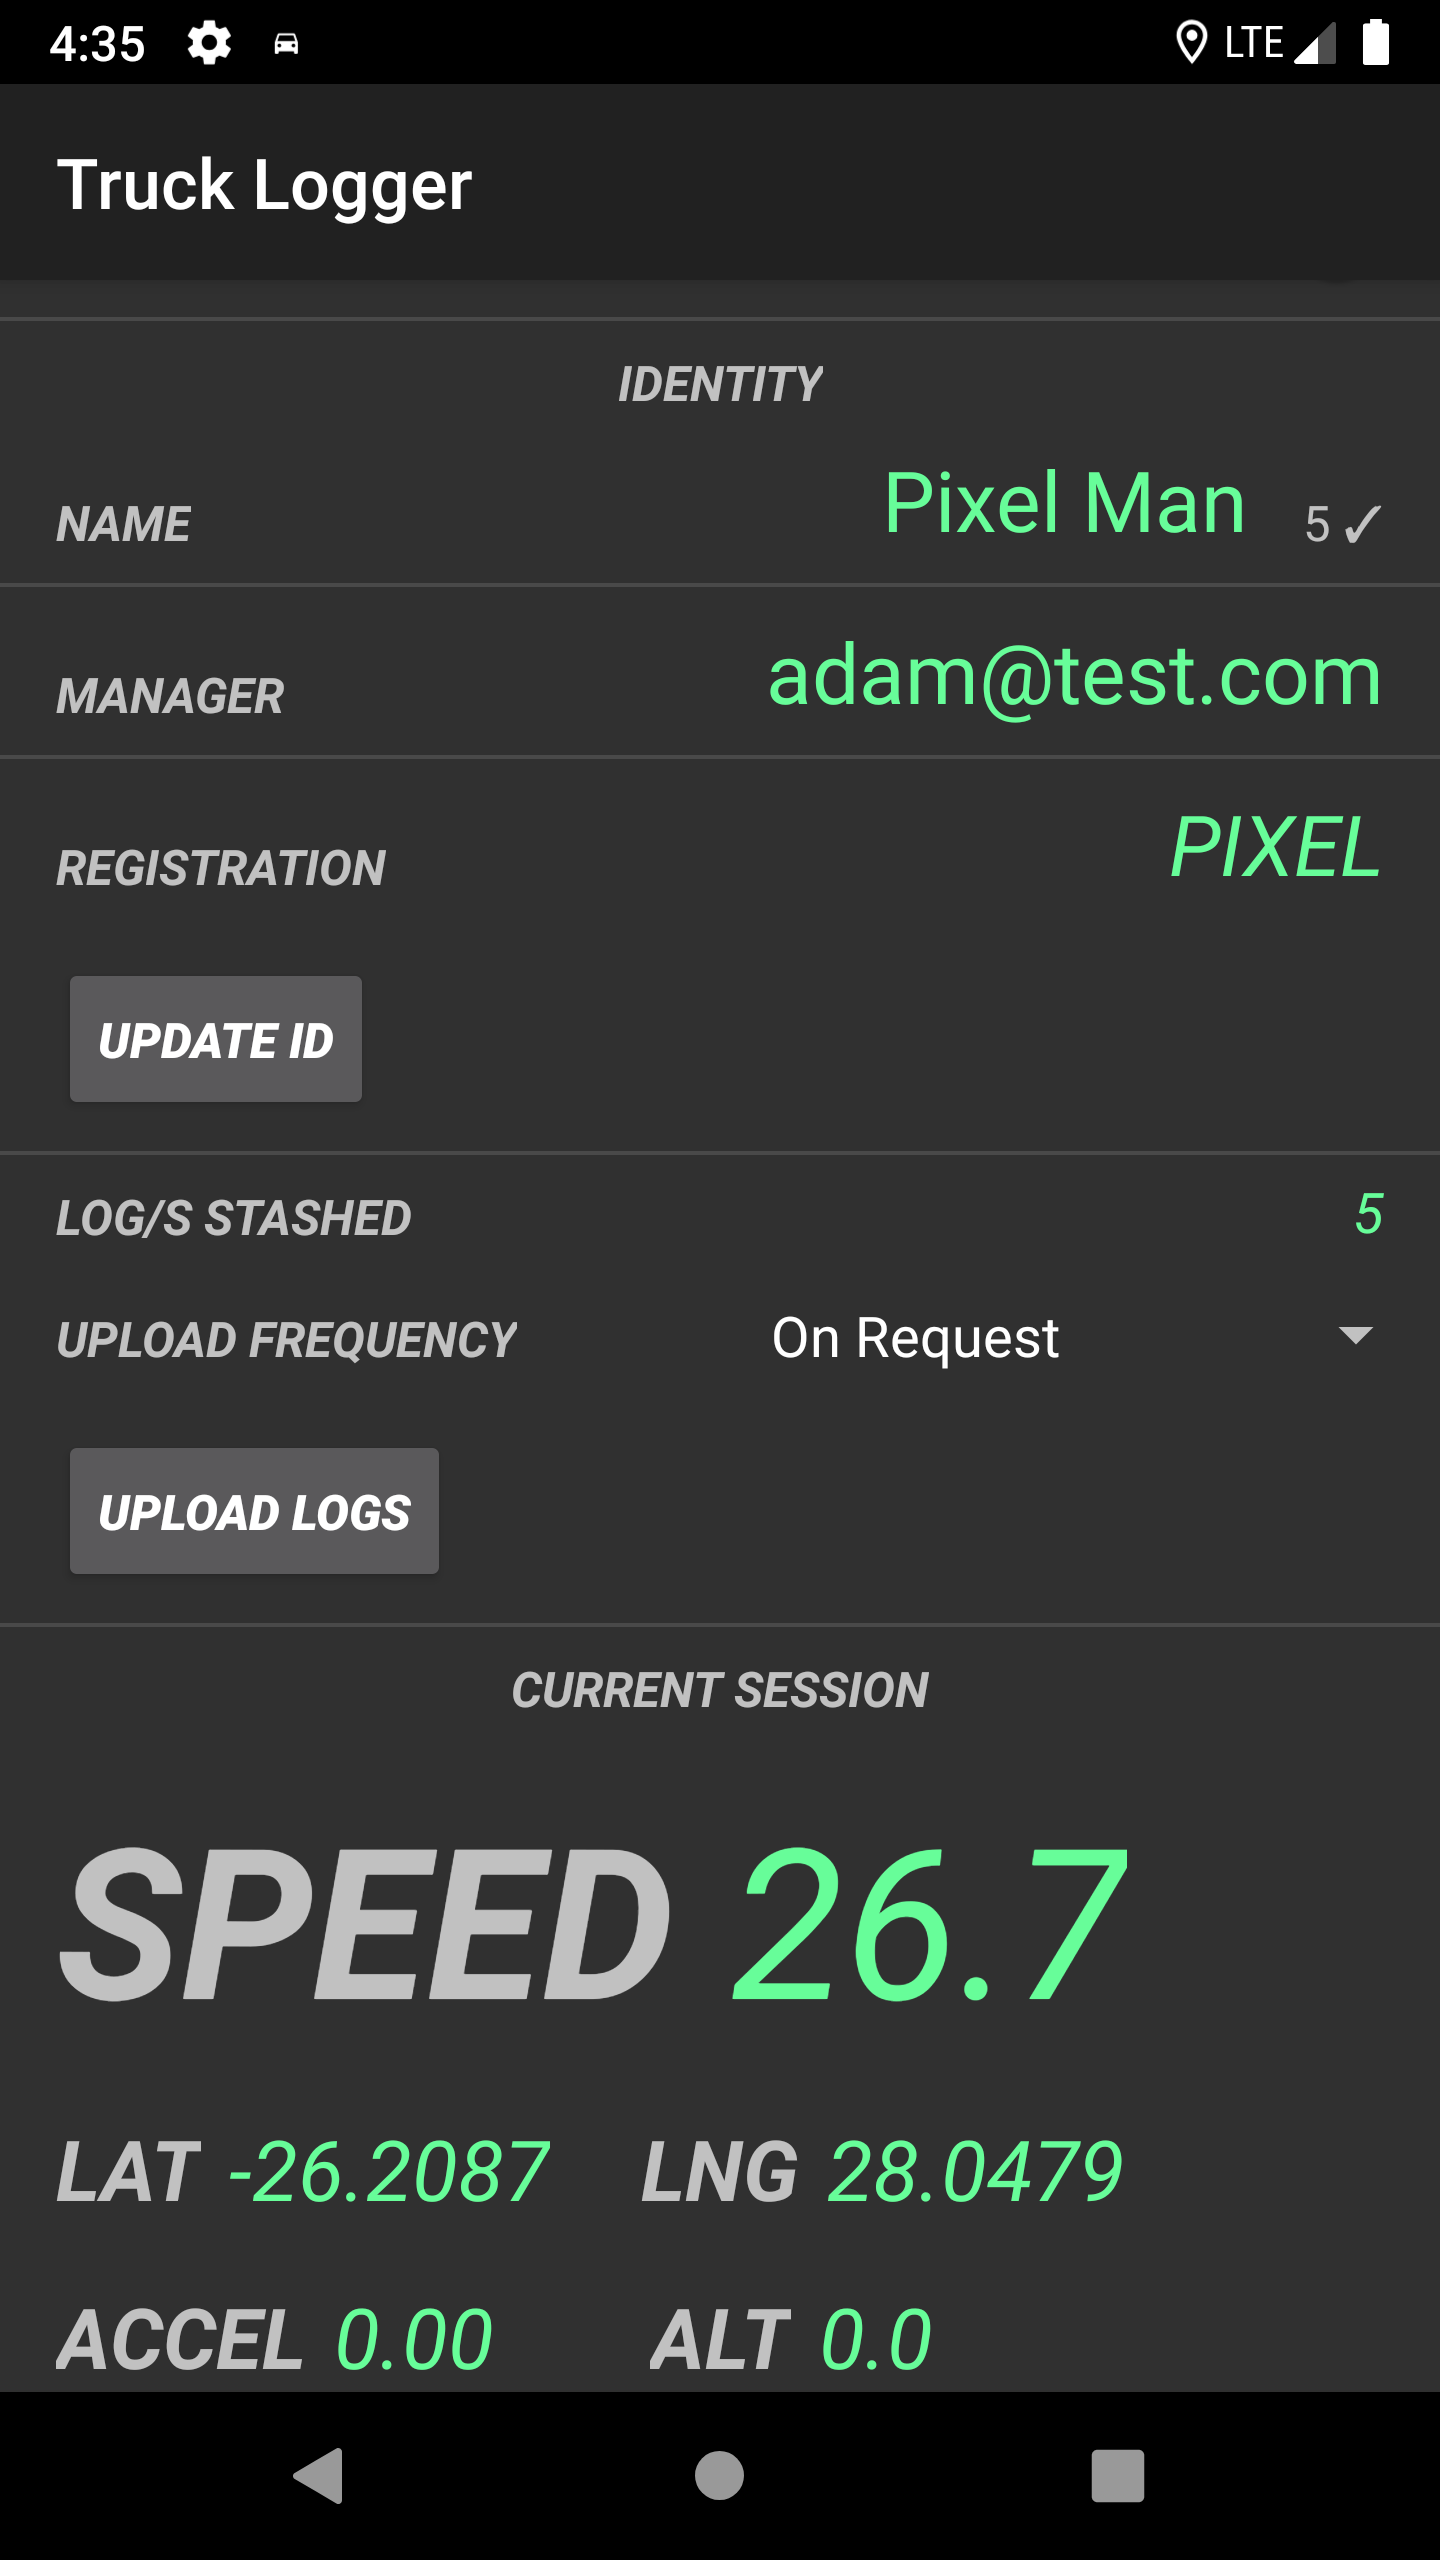 4:35 LTE
Truck Logger
IDENTITY
NAME Pixel Man 5 ✓
MANAGER adam@test.com
REGISTRATION PIXEL
UPDATE ID
LOG/S STASHED 5
UPLOAD FREQUENCY On Request
UPLOAD LOGS
CURRENT SESSION
SPEED 26.7
LAT -26.2087 LNG 28.0479
ACCEL 0.00 ALT 0.0